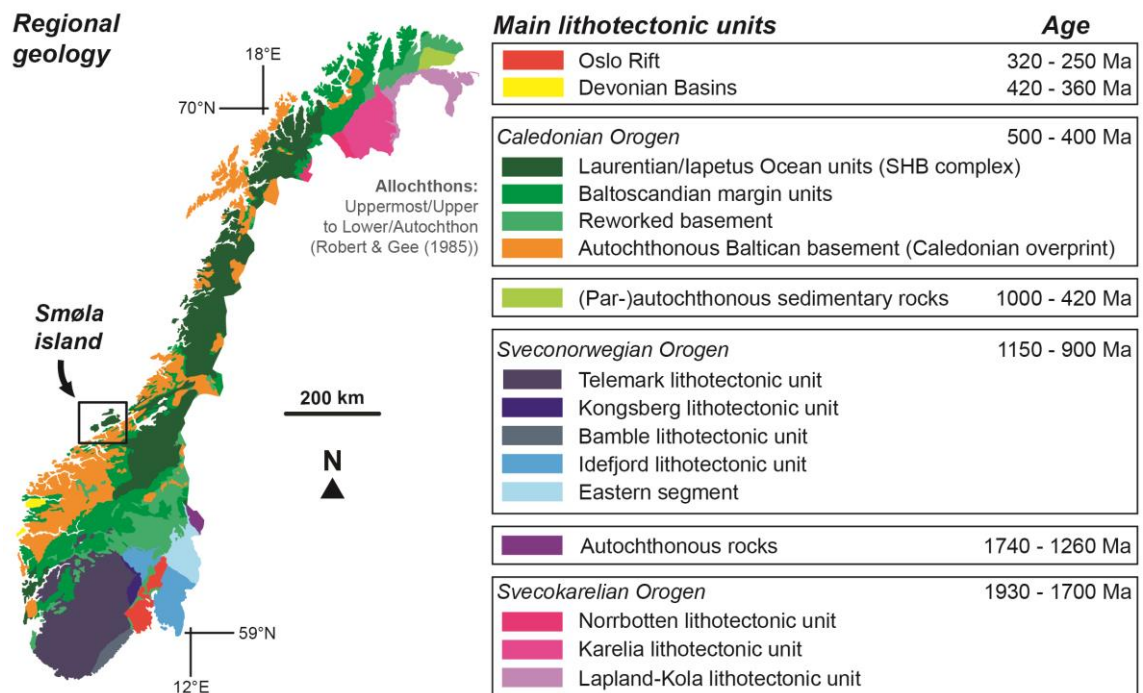 Regional
geology
18°E
70°N
Allochthons:
Uppermost/Upper
to Lower/Autochthon
(Robert & Gee (1985))
Smøla
island
200 km
N
59°N
12°E
Main lithotectonic units Age
Oslo Rift 320 - 250 Ma
Devonian Basins 420 - 360 Ma
Caledonian Orogen 500 - 400 Ma
Laurentian/Iapetus Ocean units (SHB complex)
Baltoscandian margin units
Reworked basement
Autochthonous Baltican basement (Caledonian overprint)
(Par-)autochthonous sedimentary rocks 1000 - 420 Ma
Sveconorwegian Orogen 1150 - 900 Ma
Telemark lithotectonic unit
Kongsberg lithotectonic unit
Bamble lithotectonic unit
Idefjord lithotectonic unit
Eastern segment
Autochthonous rocks 1740 - 1260 Ma
Svecokarelian Orogen 1930 - 1700 Ma
Norrbotten lithotectonic unit
Karelia lithotectonic unit
Lapland-Kola lithotectonic unit